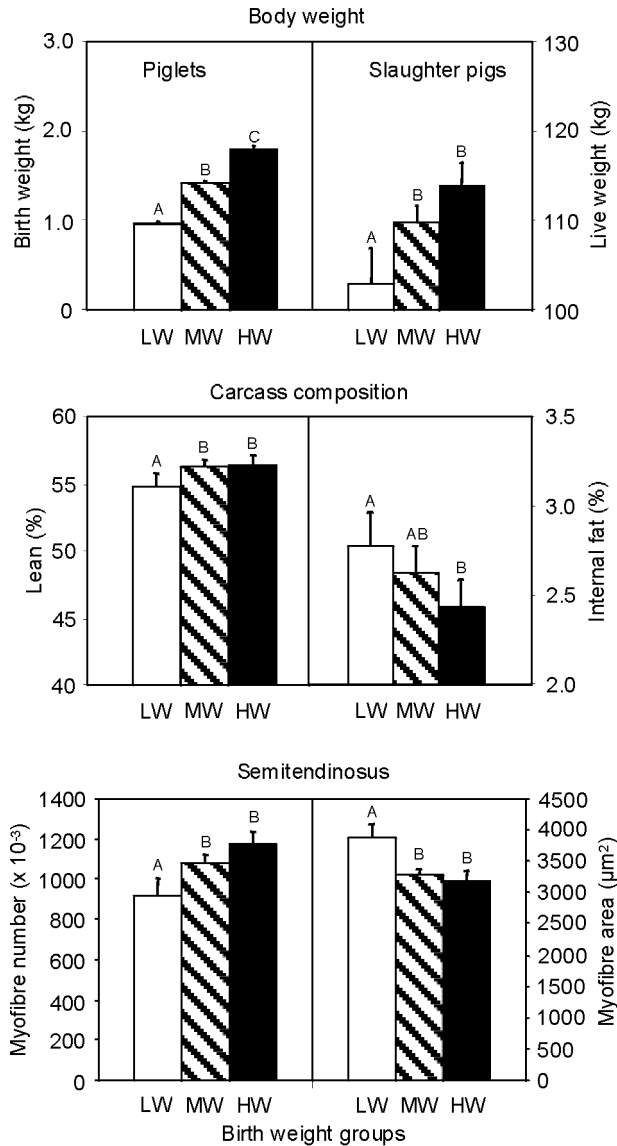 Body weight
Piglets
Slaughter pigs
Birth weight (kg)
3.0
2.0
1.0
0
A
B
C
A
B
B
130
120
110
100
Live weight (kg)
LW MW HW
LW MW HW
Carcass composition
Lean (%)
60
55
50
45
40
A
B
B
A
AB
B
3.5
3.0
2.5
2.0
Internal fat (%)
LW MW HW
LW MW HW
Semitendinosus
Myofibre number (x 10⁻³)
1400
1200
1000
800
600
400
200
0
A
B
B
A
B
B
4500
4000
3500
3000
2500
2000
1500
1000
500
0
Myofibre area (µm²)
LW MW HW
LW MW HW
Birth weight groups